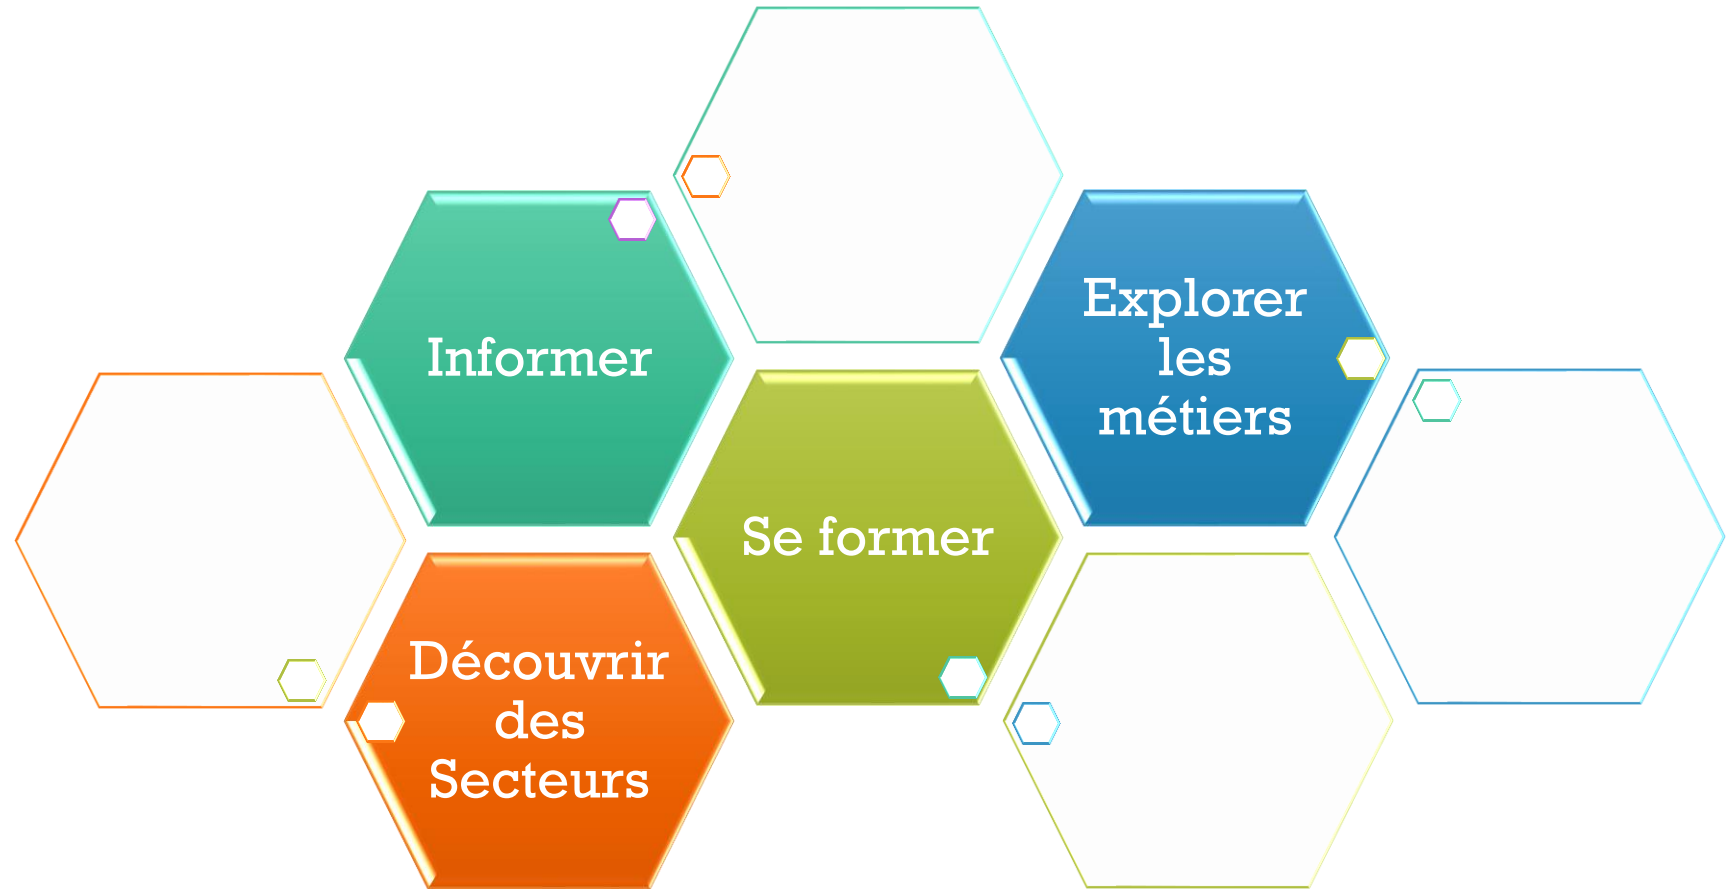 Informer
Explorer
les
métiers
Se former
Découvrir
des
Secteurs